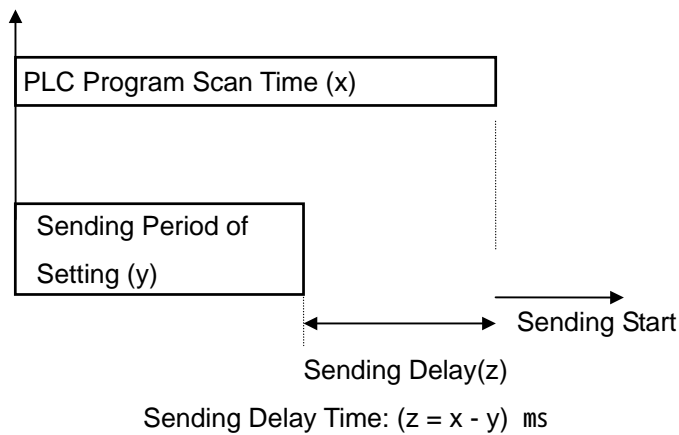 PLC Program Scan Time (x)
Sending Period of
Setting (y)
Sending Start
Sending Delay(z)
Sending Delay Time: (z = x - y) ms